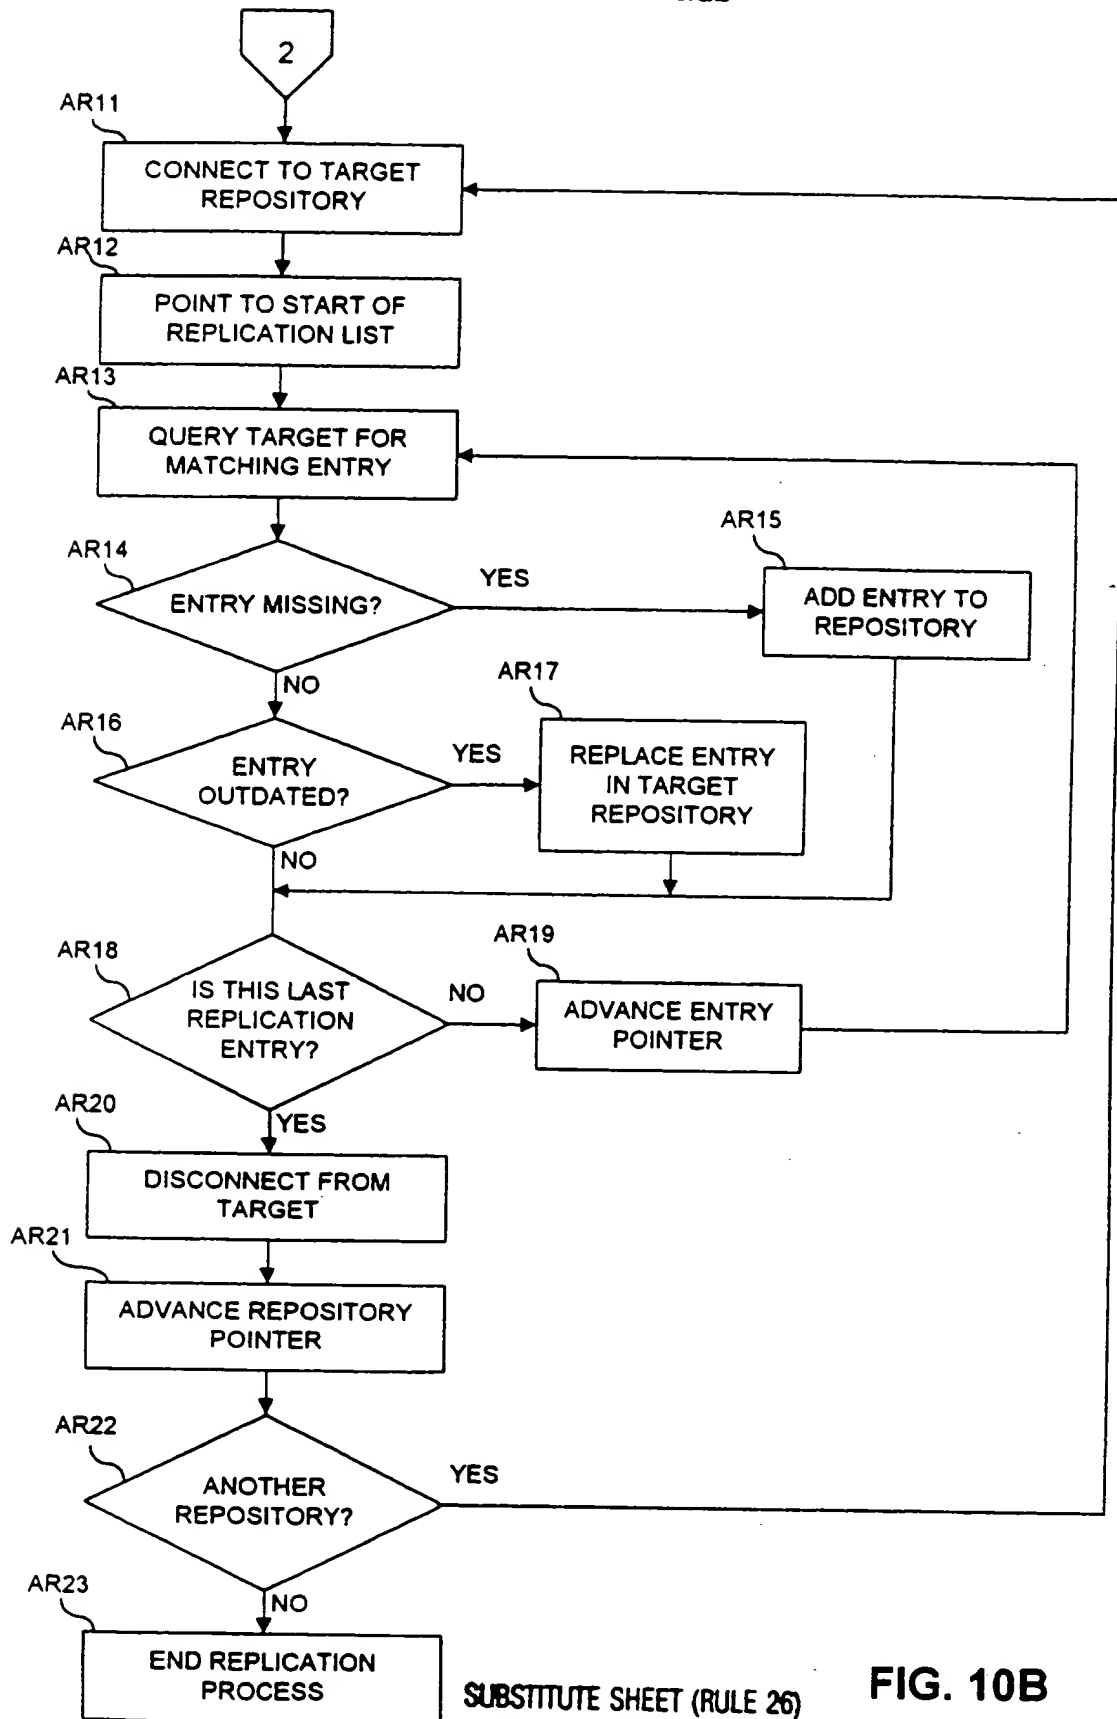 2
AR11
CONNECT TO TARGET
REPOSITORY
AR12
POINT TO START OF
REPLICATION LIST
AR13
QUERY TARGET FOR
MATCHING ENTRY
AR14
ENTRY MISSING?
YES
AR15
ADD ENTRY TO
REPOSITORY
NO
AR16
ENTRY
OUTDATED?
YES
AR17
REPLACE ENTRY
IN TARGET
REPOSITORY
NO
AR18
IS THIS LAST
REPLICATION
ENTRY?
NO
AR19
ADVANCE ENTRY
POINTER
YES
AR20
DISCONNECT FROM
TARGET
AR21
ADVANCE REPOSITORY
POINTER
AR22
ANOTHER
REPOSITORY?
YES
NO
AR23
END REPLICATION
PROCESS
SUBSTITUTE SHEET (RULE 26)
FIG. 10B